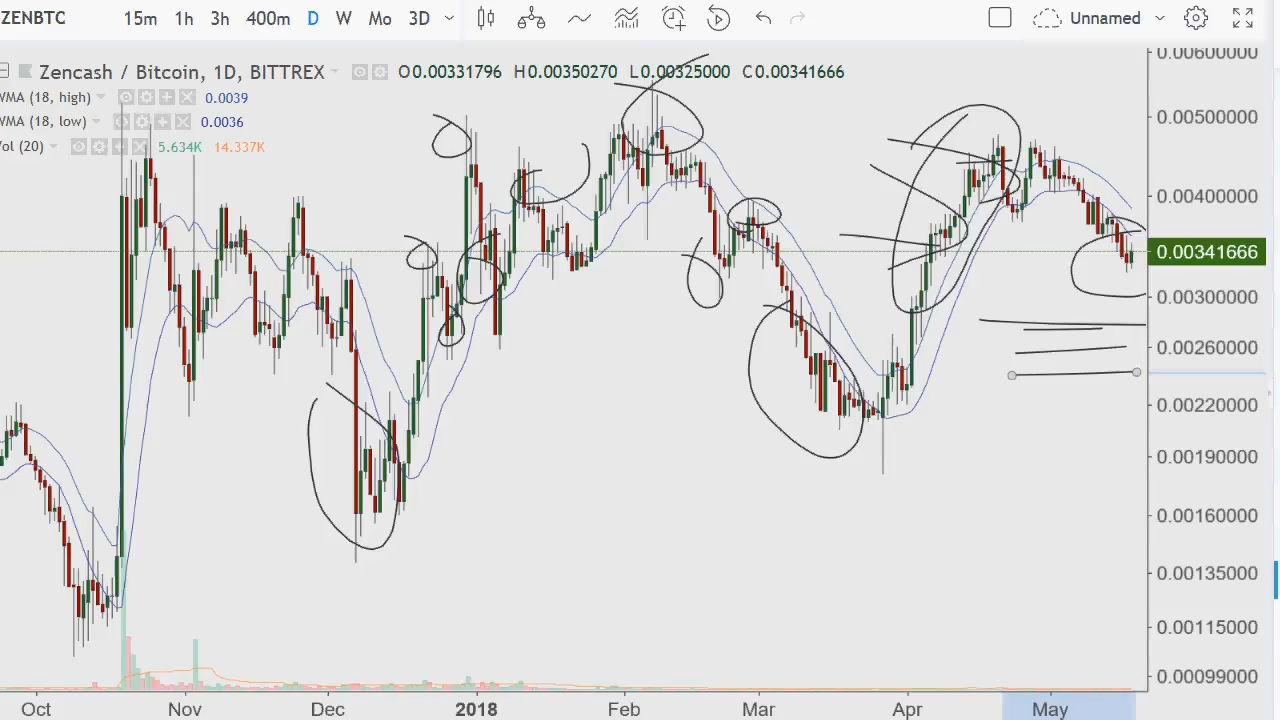 ZENBTC 15m 1h 3h 400m D W Mo 3D Unnamed
Zencash / Bitcoin, 1D, BITTREX O0.00331796 H0.00350270 L0.00325000 C0.00341666
WMA (18, high) 0.0039
WMA (18, low) 0.0036
Vol (20) 5.634K 14.337K
0.00600000
0.00500000
0.00400000
0.00341666
0.00300000
0.00260000
0.00220000
0.00190000
0.00160000
0.00135000
0.00115000
0.00099000
Oct Nov Dec 2018 Feb Mar Apr May